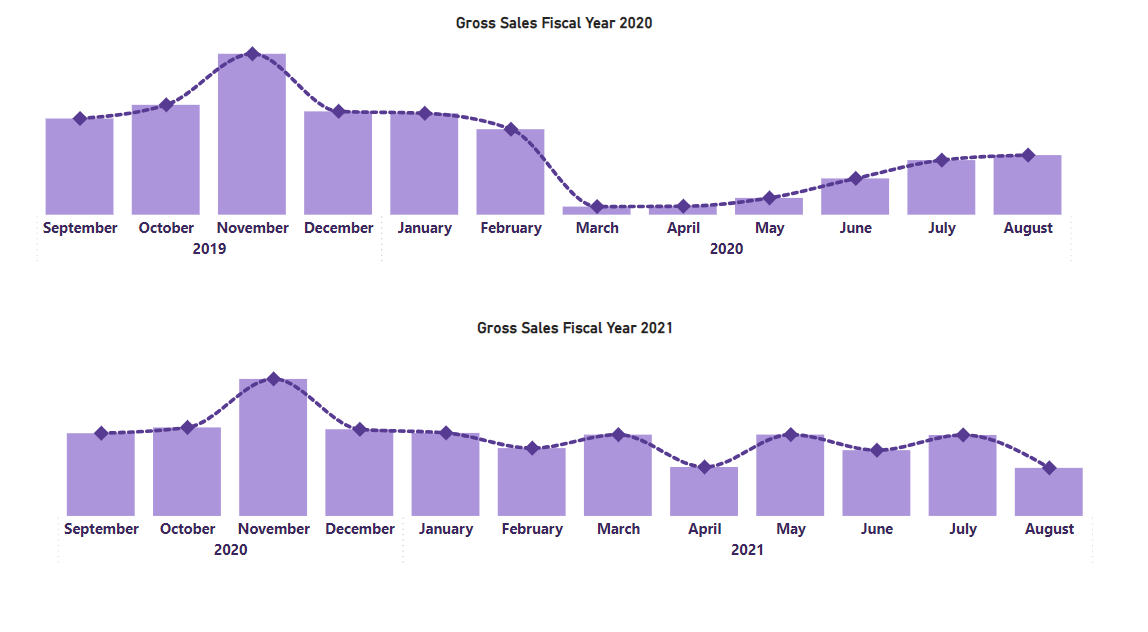 Gross Sales Fiscal Year 2020
September October November December January February March April May June July August
2019 2020
Gross Sales Fiscal Year 2021
September October November December January February March April May June July August
2020 2021